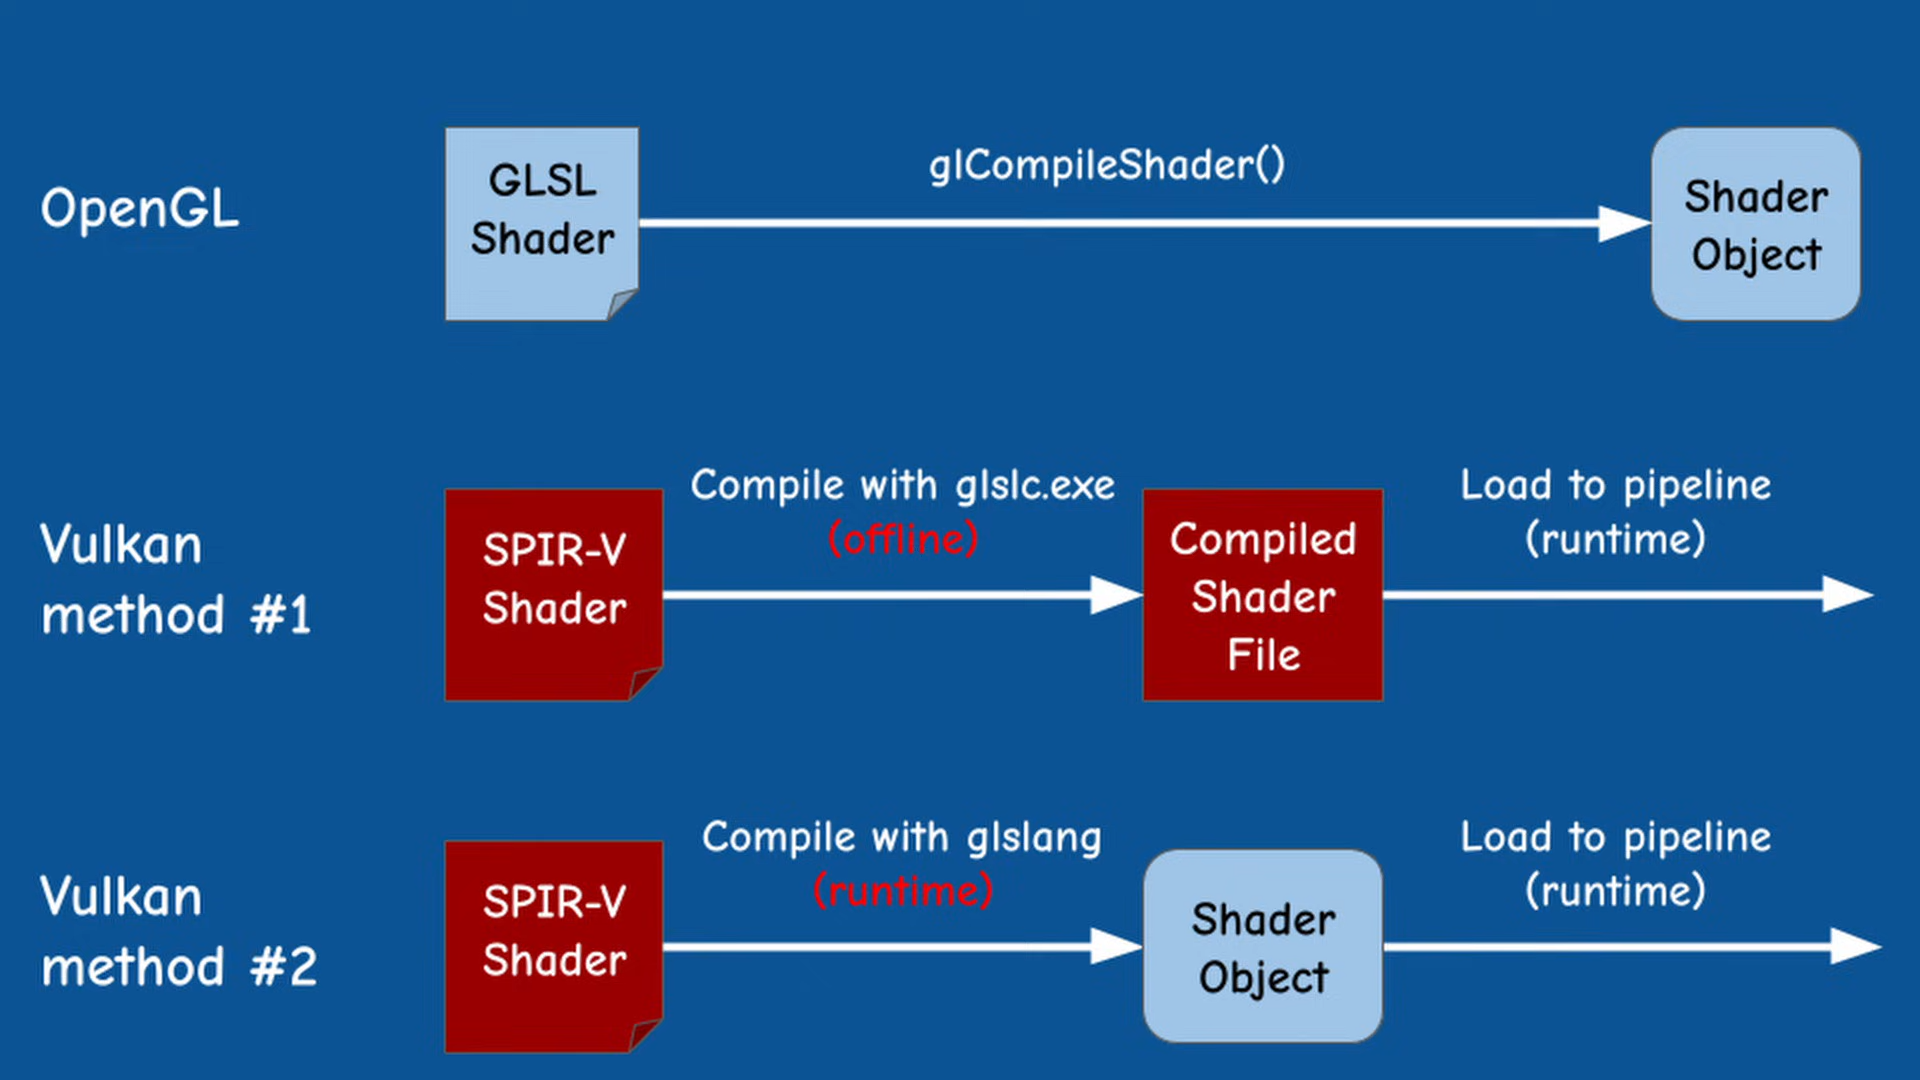 OpenGL
GLSL
Shader
glCompileShader()
Shader
Object
Vulkan
method #1
SPIR-V
Shader
Compile with glslc.exe
(offline)
Compiled
Shader
File
Load to pipeline
(runtime)
Vulkan
method #2
SPIR-V
Shader
Compile with glslang
(runtime)
Shader
Object
Load to pipeline
(runtime)